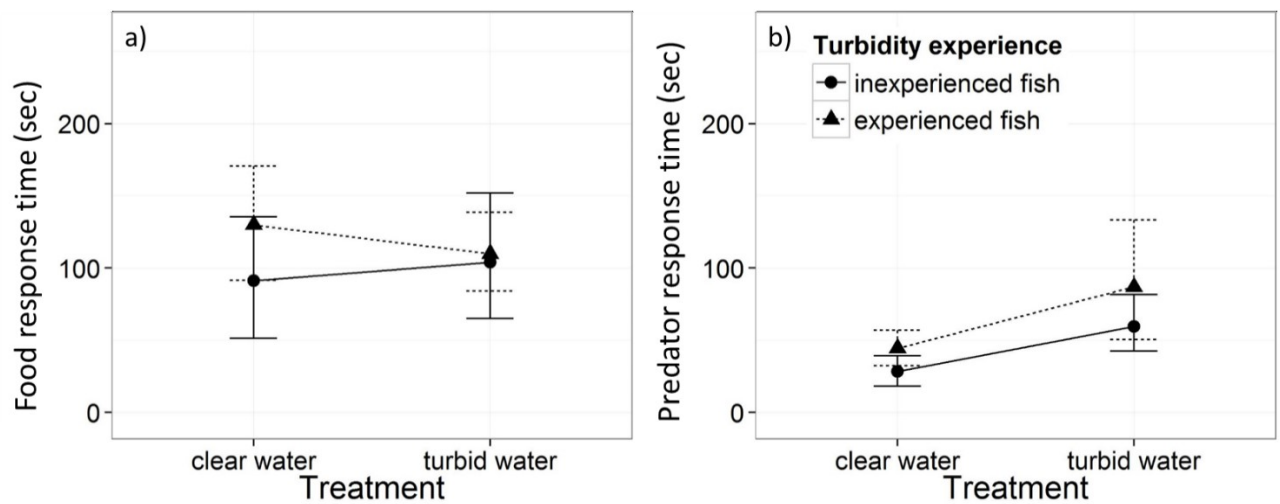 a)
Food response time (sec)
200
100
0
clear water
turbid water
Treatment
b)
Turbidity experience
inexperienced fish
experienced fish
Predator response time (sec)
200
100
0
clear water
turbid water
Treatment